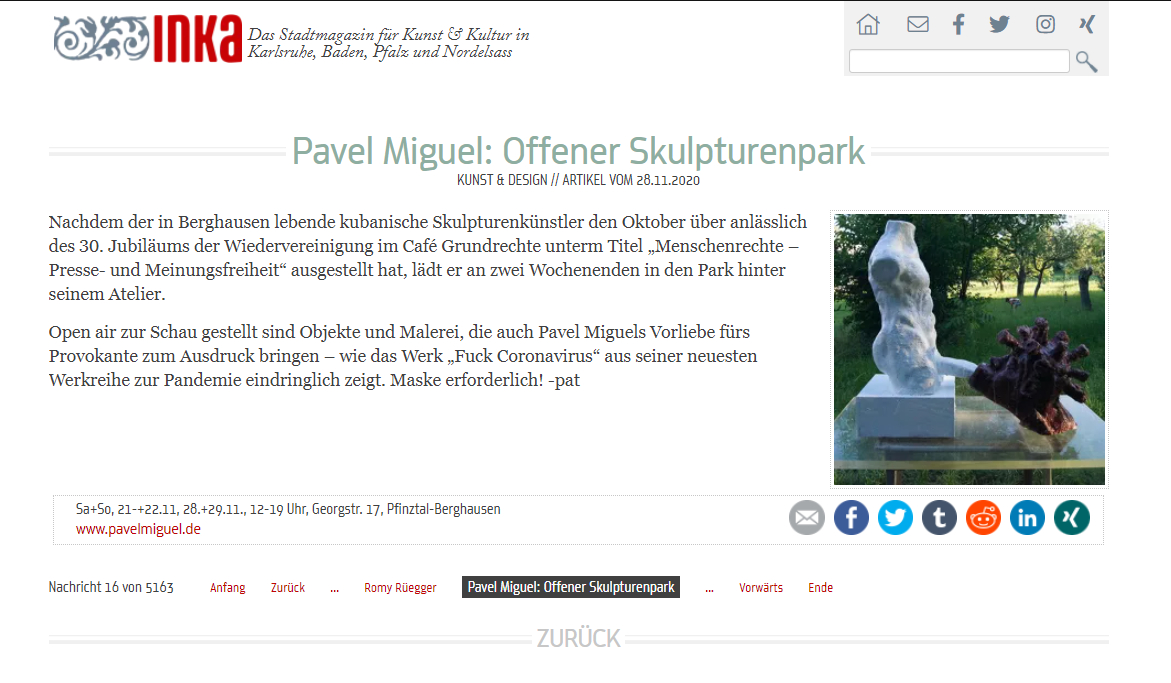 INKA
Das Stadtmagazin für Kunst & Kultur in
Karlsruhe, Baden, Pfalz und Nordelsass
Pavel Miguel: Offener Skulpturenpark
KUNST & DESIGN // ARTIKEL VOM 28.11.2020
Nachdem der in Berghausen lebende kubanische Skulpturenkünstler den Oktober über anlässlich
des 30. Jubiläums der Wiedervereinigung im Café Grundrechte unterm Titel „Menschenrechte –
Presse- und Meinungsfreiheit“ ausgestellt hat, lädt er an zwei Wochenenden in den Park hinter
seinem Atelier.
Open air zur Schau gestellt sind Objekte und Malerei, die auch Pavel Miguels Vorliebe fürs
Provokante zum Ausdruck bringen – wie das Werk „Fuck Coronavirus“ aus seiner neuesten
Werkreihe zur Pandemie eindringlich zeigt. Maske erforderlich! -pat
Sa+So, 21-+22.11, 28.+29.11., 12-19 Uhr, Georgstr. 17, Pfinztal-Berghausen
www.pavelmiguel.de
Nachricht 16 von 5163 Anfang Zurück ... Romy Rüegger Pavel Miguel: Offener Skulpturenpark ... Vorwärts Ende
ZURÜCK